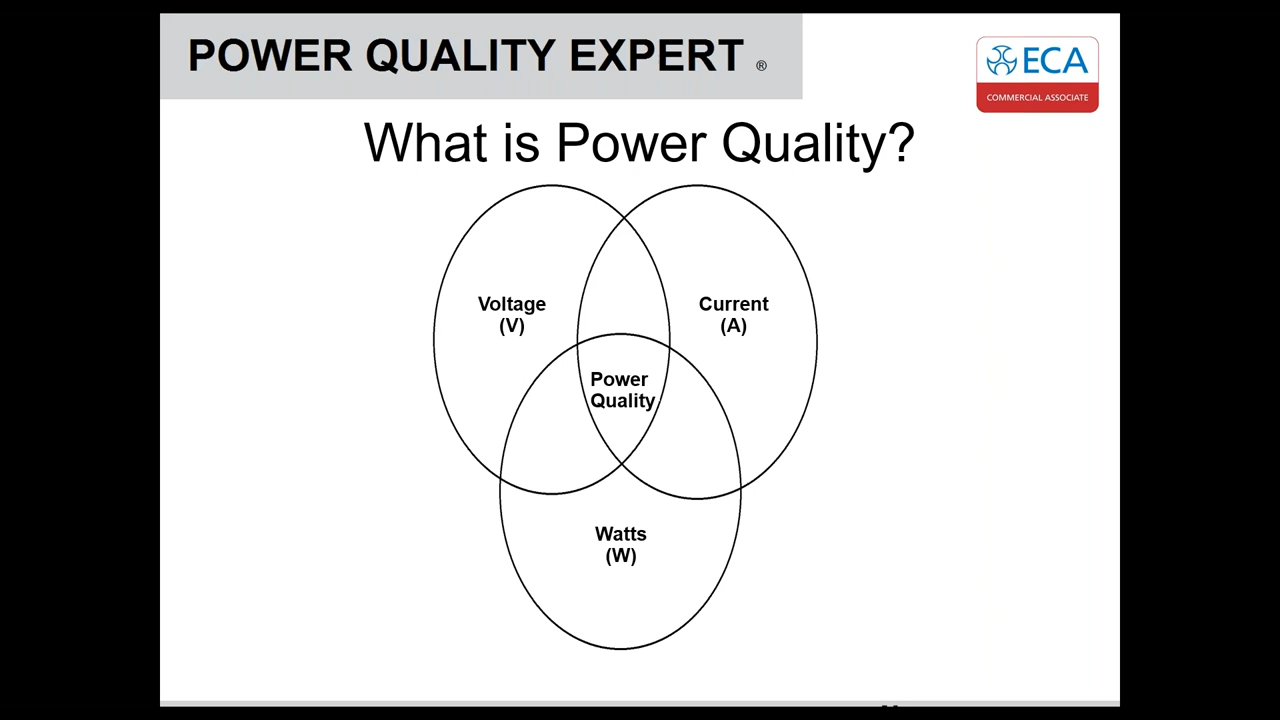 POWER QUALITY EXPERT ®
ECA
COMMERCIAL ASSOCIATE
What is Power Quality?
Voltage
(V)
Current
(A)
Power
Quality
Watts
(W)